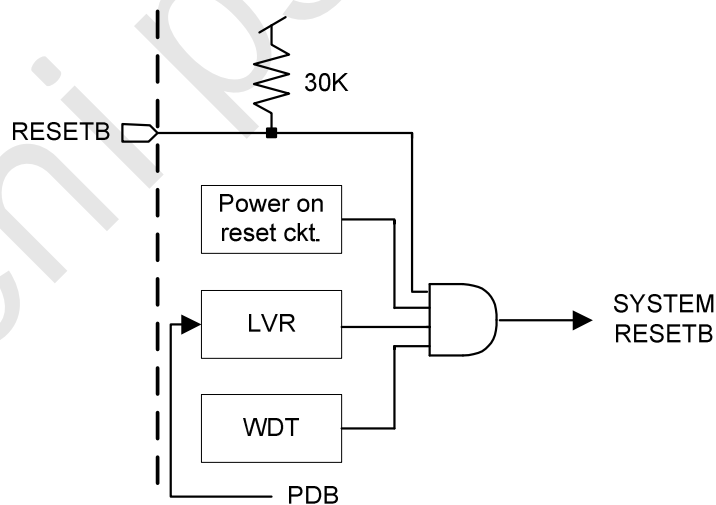 30K
RESETB
Power on
reset ckt.
LVR
SYSTEM
RESETB
WDT
PDB